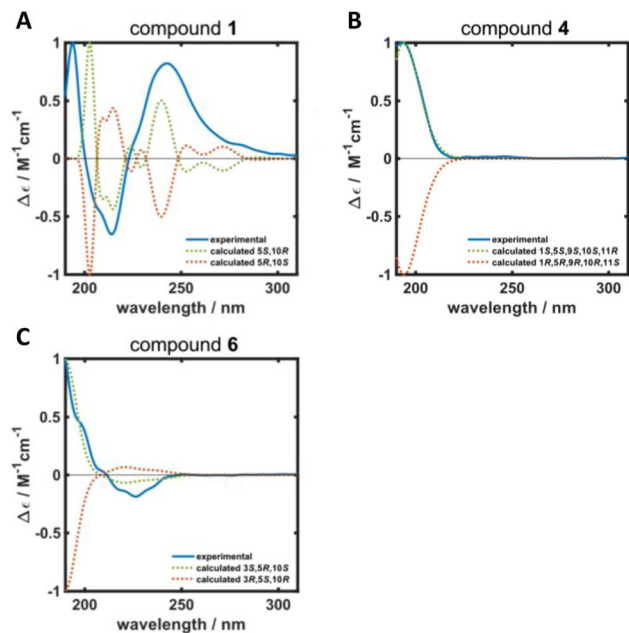 A
compound 1
1
0.5
0
-0.5
-1
Δϵ / M⁻¹cm⁻¹
200
250
300
wavelength / nm
experimental
calculated 5S,10R
calculated 5R,10S
B
compound 4
1
0.5
0
-0.5
-1
Δϵ / M⁻¹cm⁻¹
200
250
300
wavelength / nm
experimental
calculated 1S,5S,9S,10S,11R
calculated 1R,5R,9R,10R,11S
C
compound 6
1
0.5
0
-0.5
-1
Δϵ / M⁻¹cm⁻¹
200
250
300
wavelength / nm
experimental
calculated 3S,5R,10S
calculated 3R,5S,10R